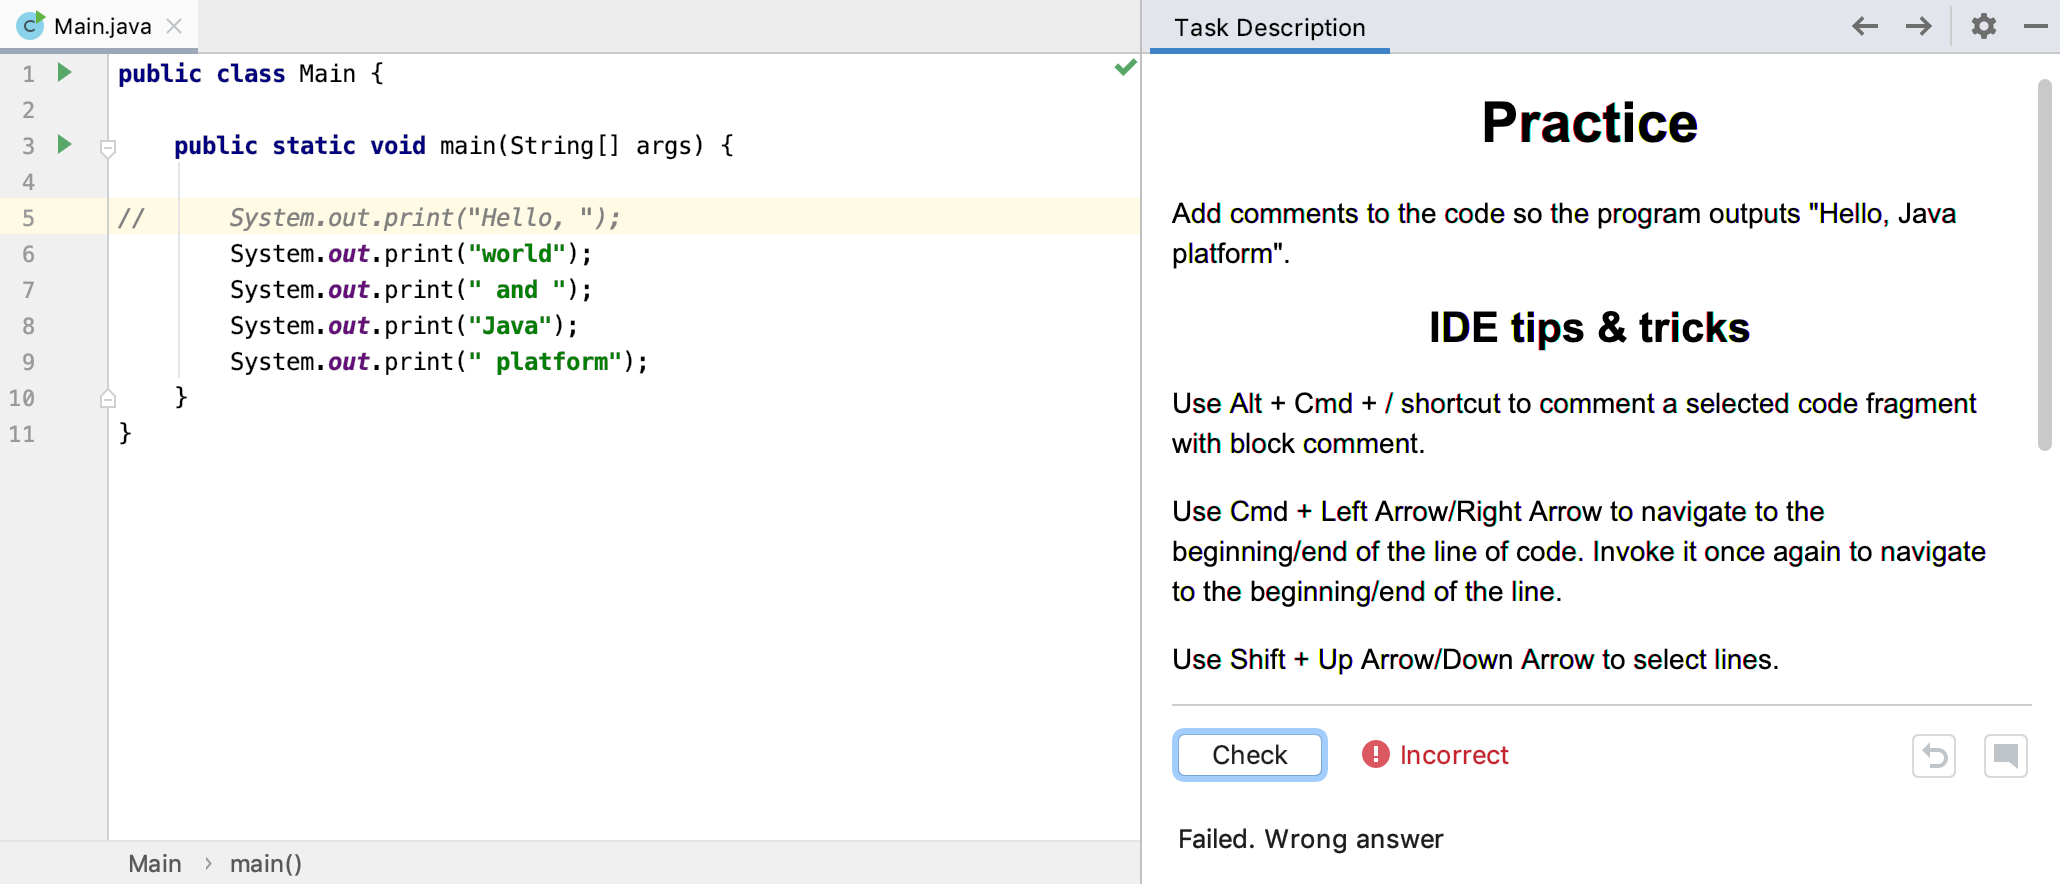 Main.java
Task Description
1 public class Main {
2
3 public static void main(String[] args) {
4
5 // System.out.print("Hello, ");
6 System.out.print("world");
7 System.out.print(" and ");
8 System.out.print("Java");
9 System.out.print(" platform");
10 }
11 }
Main › main()
Practice
Add comments to the code so the program outputs "Hello, Java
platform".
IDE tips & tricks
Use Alt + Cmd + / shortcut to comment a selected code fragment
with block comment.
Use Cmd + Left Arrow/Right Arrow to navigate to the
beginning/end of the line of code. Invoke it once again to navigate
to the beginning/end of the line.
Use Shift + Up Arrow/Down Arrow to select lines.
Check
Incorrect
Failed. Wrong answer